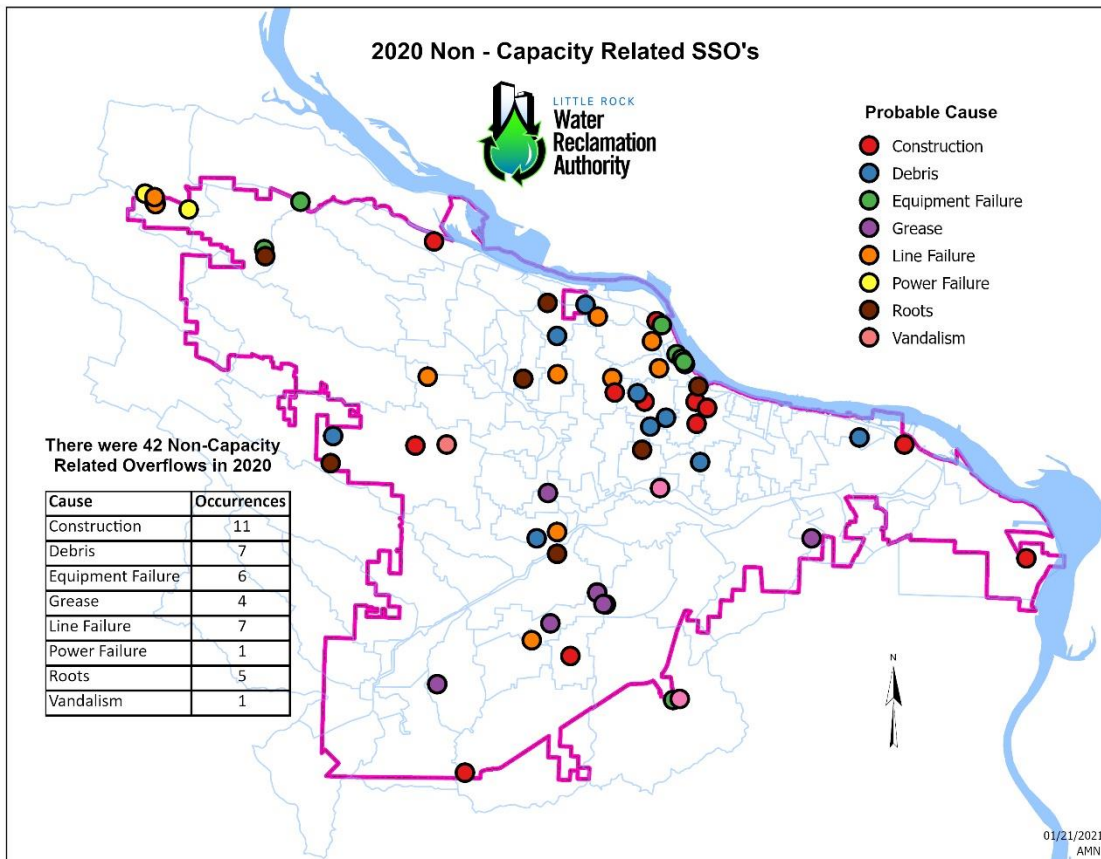 2020 Non - Capacity Related SSO's
LITTLE ROCK
Water
Reclamation
Authority
Probable Cause
Construction
Debris
Equipment Failure
Grease
Line Failure
Power Failure
Roots
Vandalism
There were 42 Non-Capacity
Related Overflows in 2020
Cause Occurrences
Construction 11
Debris 7
Equipment Failure 6
Grease 4
Line Failure 7
Power Failure 1
Roots 5
Vandalism 1
N
01/21/2021
AMN